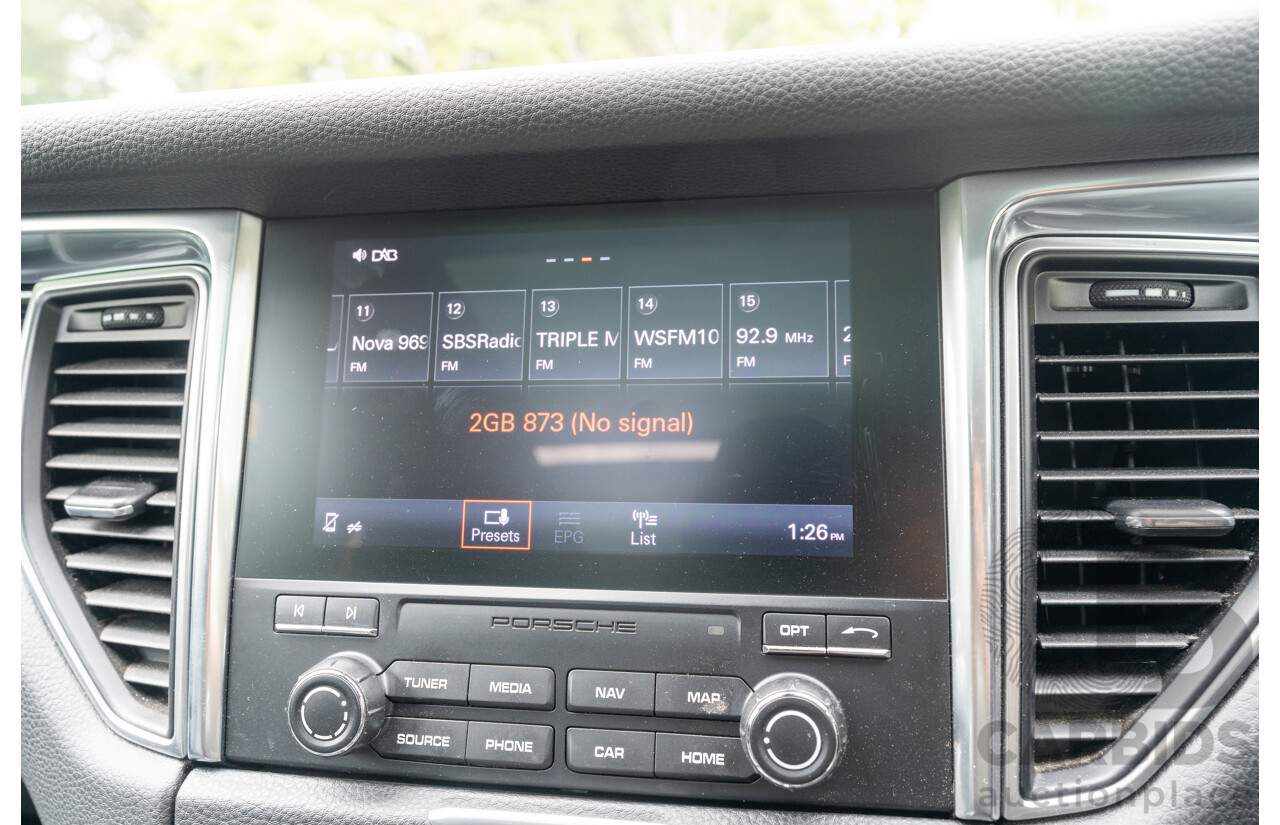 DAB
11 12 13 14 15
Nova 969 SBSRadic TRIPLE M WSFM10 92.9 MHz 2
FM FM FM FM FM F
2GB 873 (No signal)
Presets EPG List 1:26 PM
PORSCHE
OPT
TUNER MEDIA NAV MAP
SOURCE PHONE CAR HOME
CARBIDS
auctionplace